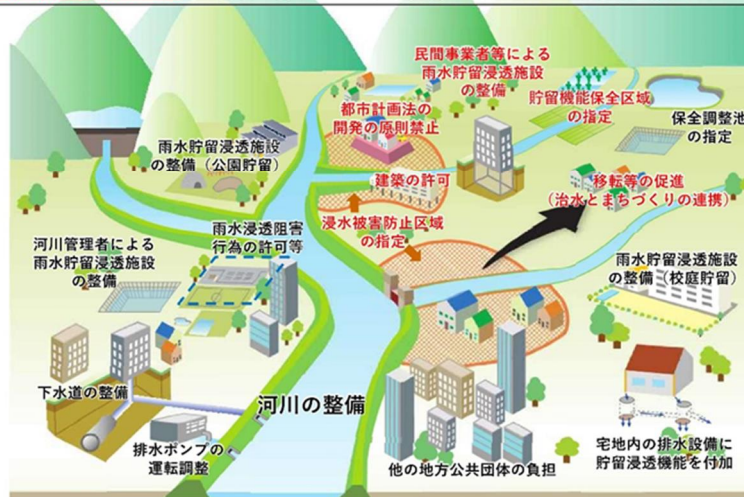 民間事業者等による
雨水貯留浸透施設
の整備
都市計画法の
開発の原則禁止
貯留機能保全区域
の指定
保全調整池
の指定
雨水貯留浸透施設
の整備（公園貯留）
建築の許可
移転等の促進
（治水とまちづくりの連携）
浸水被害防止区域
の指定
雨水浸透阻害
行為の許可等
河川管理者による
雨水貯留浸透施設
の整備
雨水貯留浸透施設
の整備（校庭貯留）
下水道の整備
河川の整備
排水ポンプの
運転調整
他の地方公共団体の負担
宅地内の排水設備に
貯留浸透機能を付加